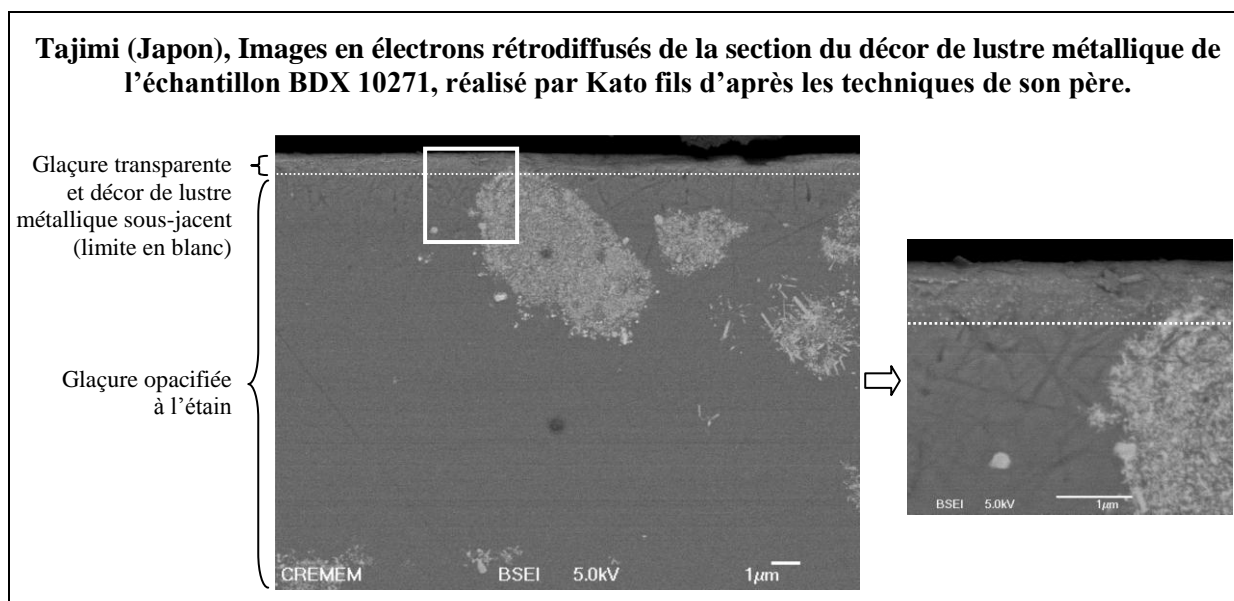 Tajimi (Japon), Images en électrons rétrodiffusés de la section du décor de lustre métallique de
l'échantillon BDX 10271, réalisé par Kato fils d'après les techniques de son père.
Glaçure transparente
et décor de lustre
métallique sous-jacent
(limite en blanc)
Glaçure opacifiée
à l'étain
CREMEM BSEI 5.0kV 1µm
BSEI 5.0kV 1µm